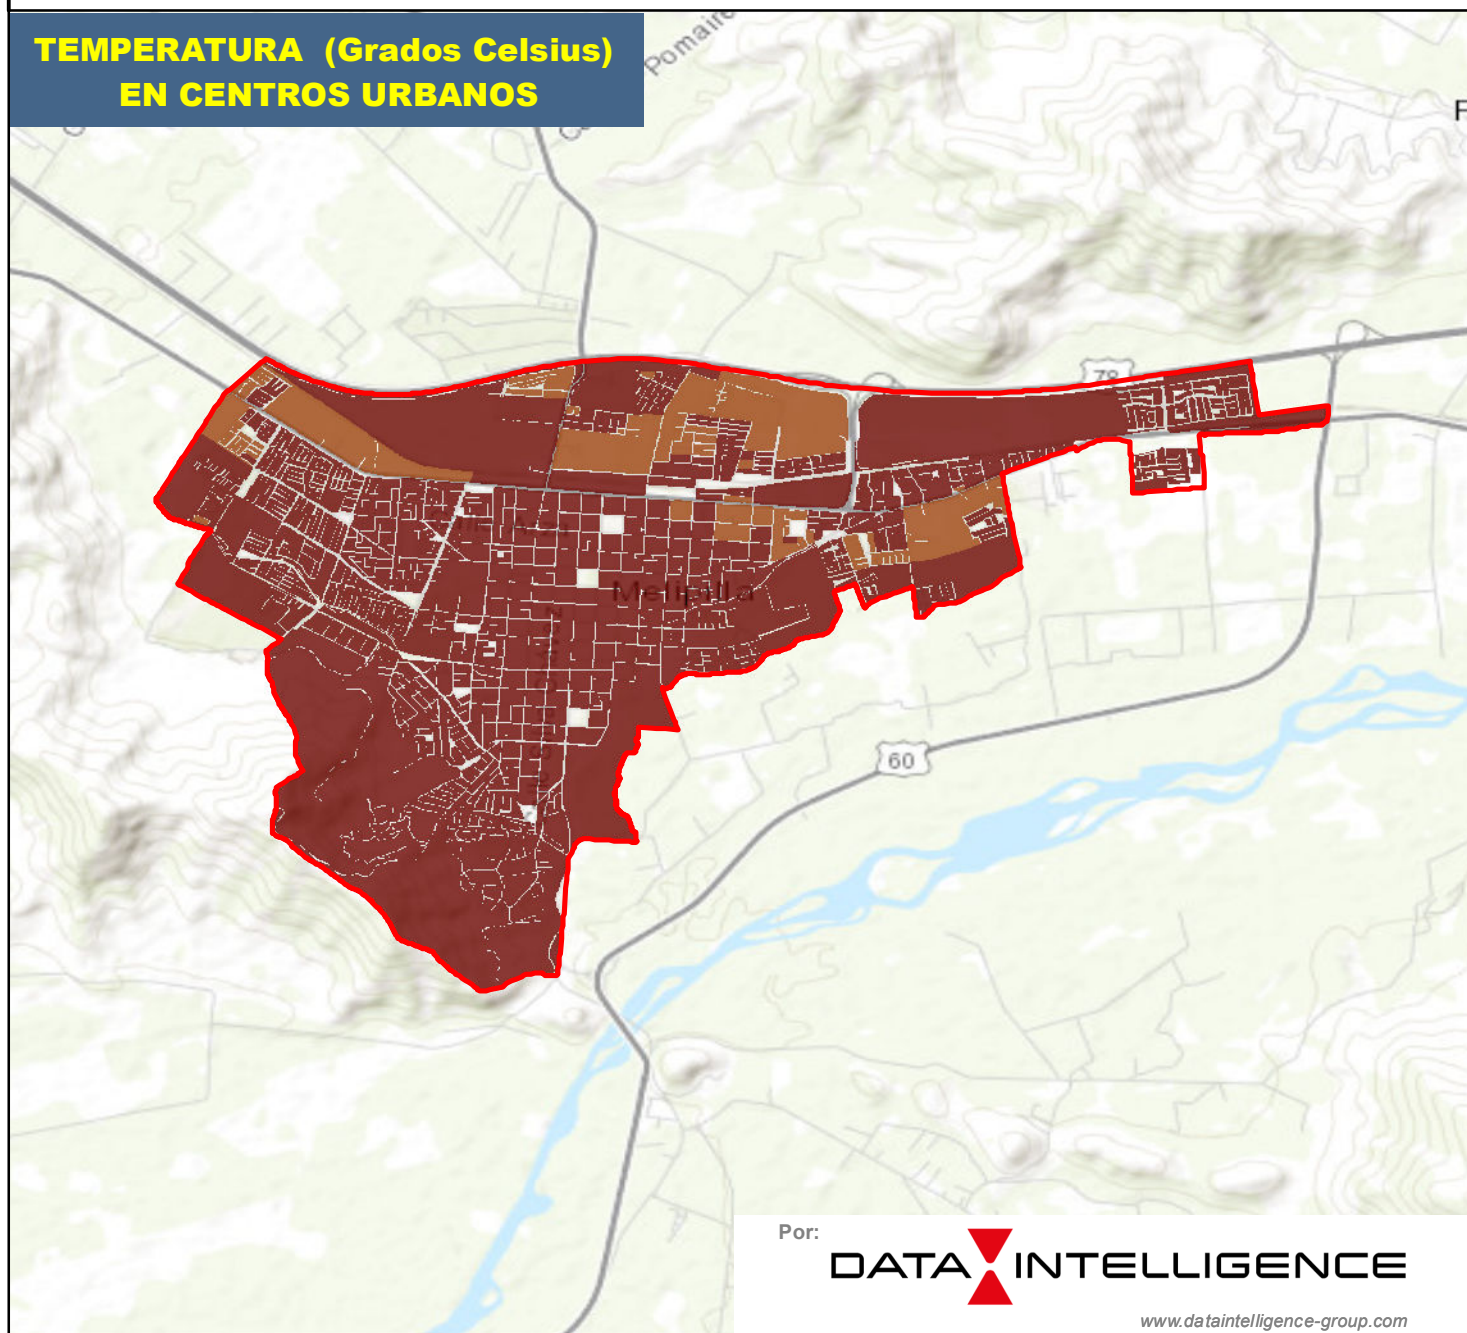 TEMPERATURA (Grados Celsius)
EN CENTROS URBANOS
Pomaire
78
Melipilla
60
Por:
DATA INTELLIGENCE
www.dataintelligence-group.com